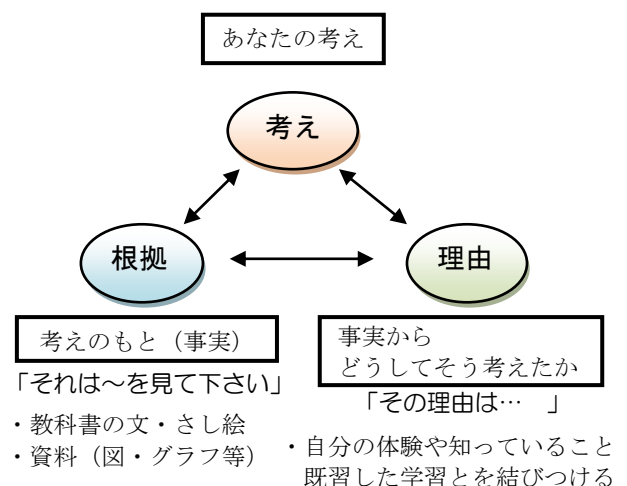 あなたの考え
考え
根拠
理由
考えのもと（事実）
「それは～を見て下さい」
・教科書の文・さし絵
・資料（図・グラフ等）
事実から
どうしてそう考えたか
「その理由は… 」
・自分の体験や知っていること
既習した学習とを結びつける